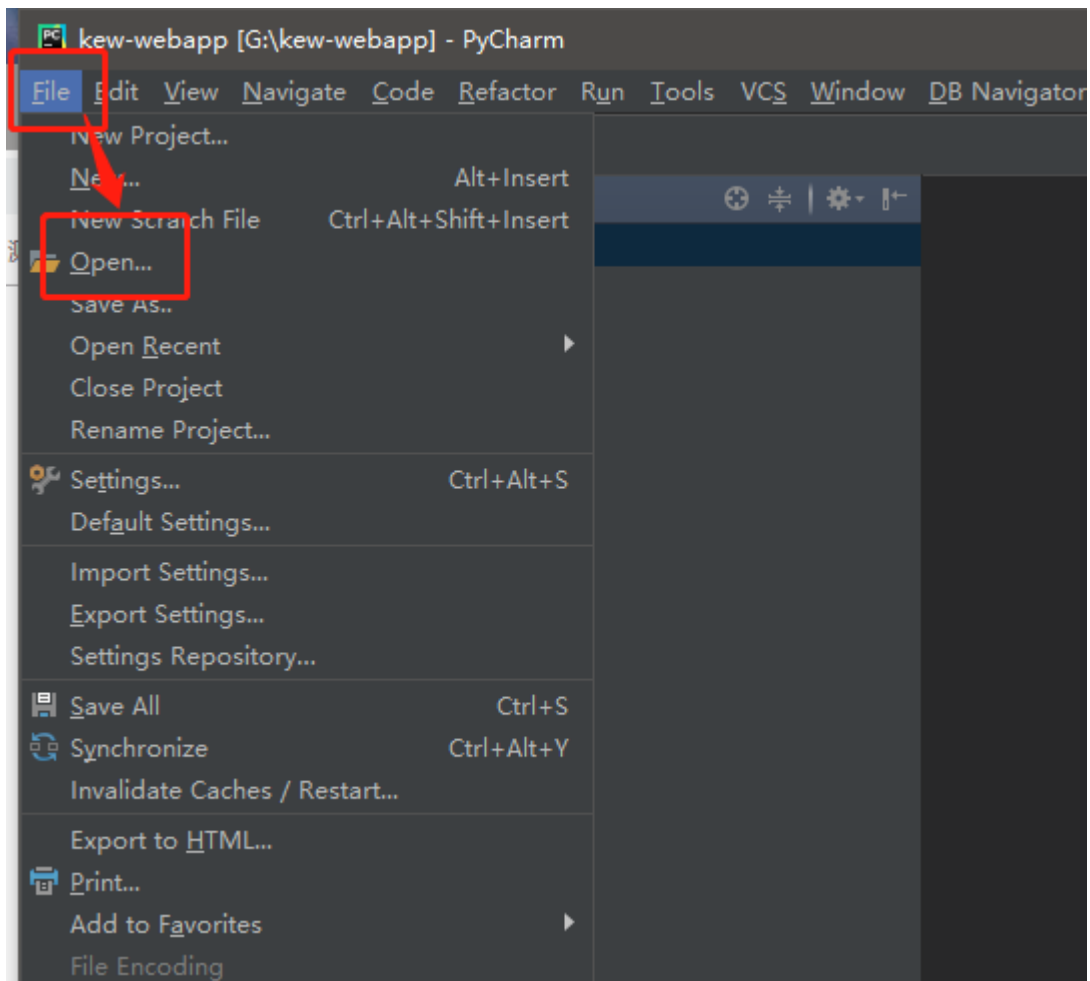 kew-webapp [G:\kew-webapp] - PyCharm
File Edit View Navigate Code Refactor Run Tools VCS Window DB Navigator
New Project...
New... Alt+Insert
New Scratch File Ctrl+Alt+Shift+Insert
Open...
Save As..
Open Recent
Close Project
Rename Project...
Settings... Ctrl+Alt+S
Default Settings...
Import Settings...
Export Settings...
Settings Repository...
Save All Ctrl+S
Synchronize Ctrl+Alt+Y
Invalidate Caches / Restart...
Export to HTML...
Print...
Add to Favorites
File Encoding